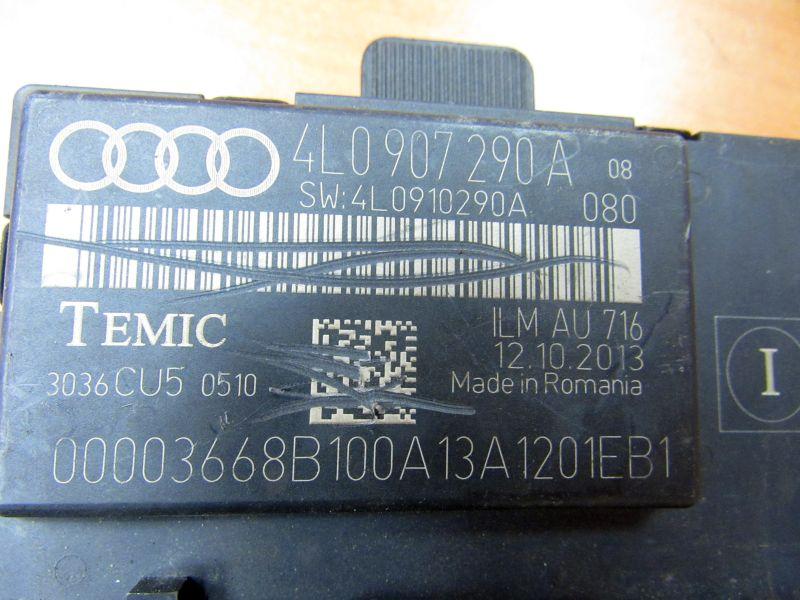 4L0 907 290 A 08
SW:4L0910290A 080
TEMIC
ILM AU 716
12.10.2013
3036 CU5 0510
Made in Romania
I
00003668B100A13A1201EB1